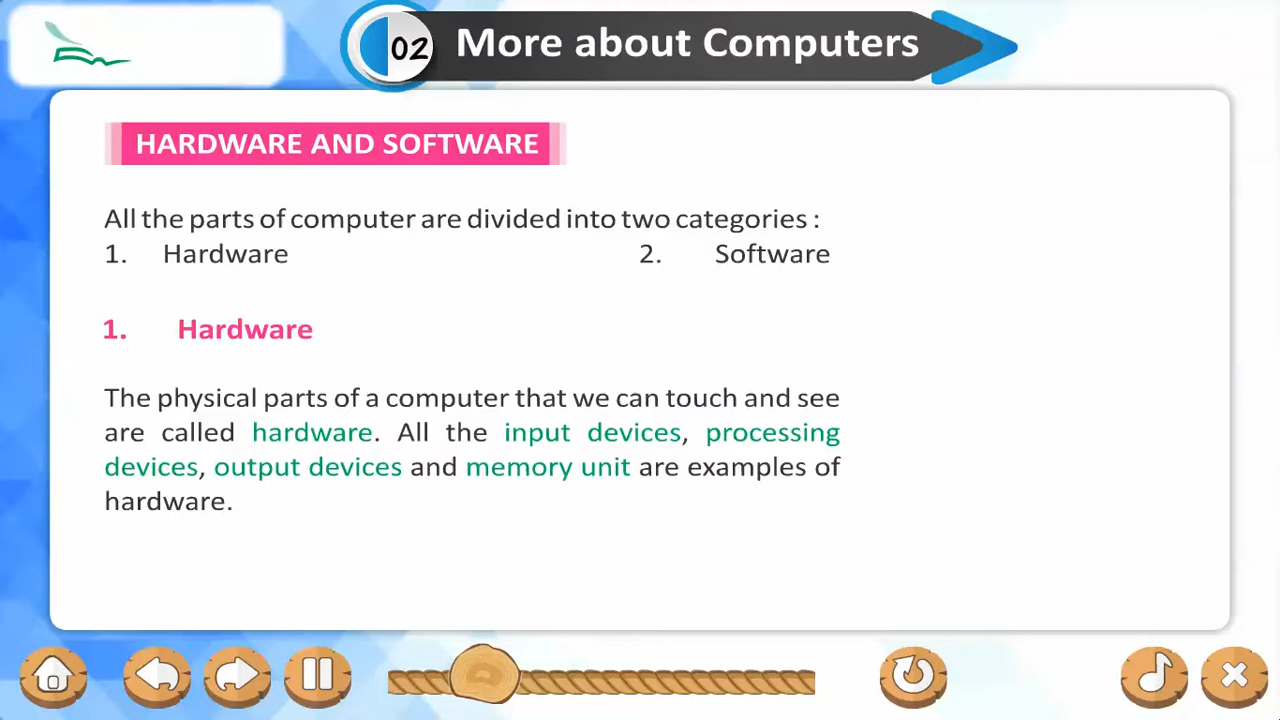 02 More about Computers
HARDWARE AND SOFTWARE
All the parts of computer are divided into two categories :
1. Hardware 2. Software
1. Hardware
The physical parts of a computer that we can touch and see
are called hardware. All the input devices, processing
devices, output devices and memory unit are examples of
hardware.